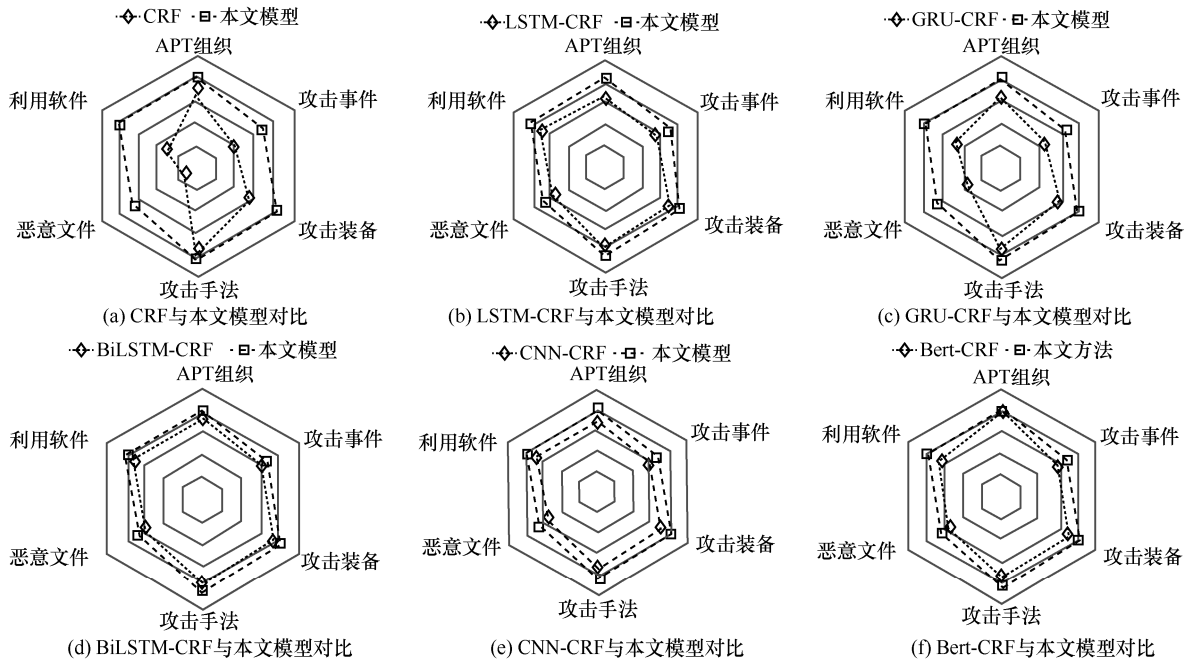 CRF 本文模型
APT组织
利用软件
攻击事件
恶意文件
攻击装备
攻击手法
(a) CRF与本文模型对比
LSTM-CRF 本文模型
APT组织
利用软件
攻击事件
恶意文件
攻击装备
攻击手法
(b) LSTM-CRF与本文模型对比
GRU-CRF 本文模型
APT组织
利用软件
攻击事件
恶意文件
攻击装备
攻击手法
(c) GRU-CRF与本文模型对比
BiLSTM-CRF 本文模型
APT组织
利用软件
攻击事件
恶意文件
攻击装备
攻击手法
(d) BiLSTM-CRF与本文模型对比
CNN-CRF 本文模型
APT组织
利用软件
攻击事件
恶意文件
攻击装备
攻击手法
(e) CNN-CRF与本文模型对比
Bert-CRF 本文方法
APT组织
利用软件
攻击事件
恶意文件
攻击装备
攻击手法
(f) Bert-CRF与本文模型对比